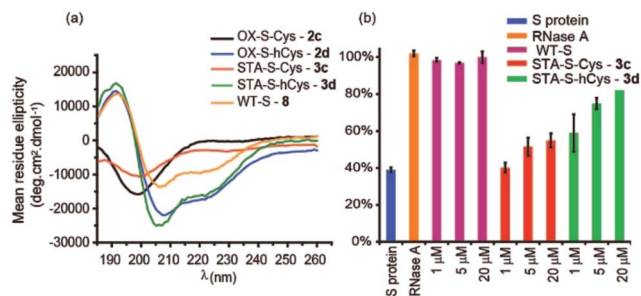 (a)
OX-S-Cys - 2c
OX-S-hCys - 2d
STA-S-Cys - 3c
STA-S-hCys - 3d
WT-S - 8
Mean residue ellipticity
(deg.cm².dmol⁻¹)
20000
10000
0
-10000
-20000
-30000
190 200 210 220 230 240 250 260
λ(nm)
(b)
S protein
RNase A
WT-S
STA-S-Cys - 3c
STA-S-hCys - 3d
100%
80%
60%
40%
20%
0%
S protein
RNase A
1 µM
5 µM
20 µM
1 µM
5 µM
20 µM
1 µM
5 µM
20 µM